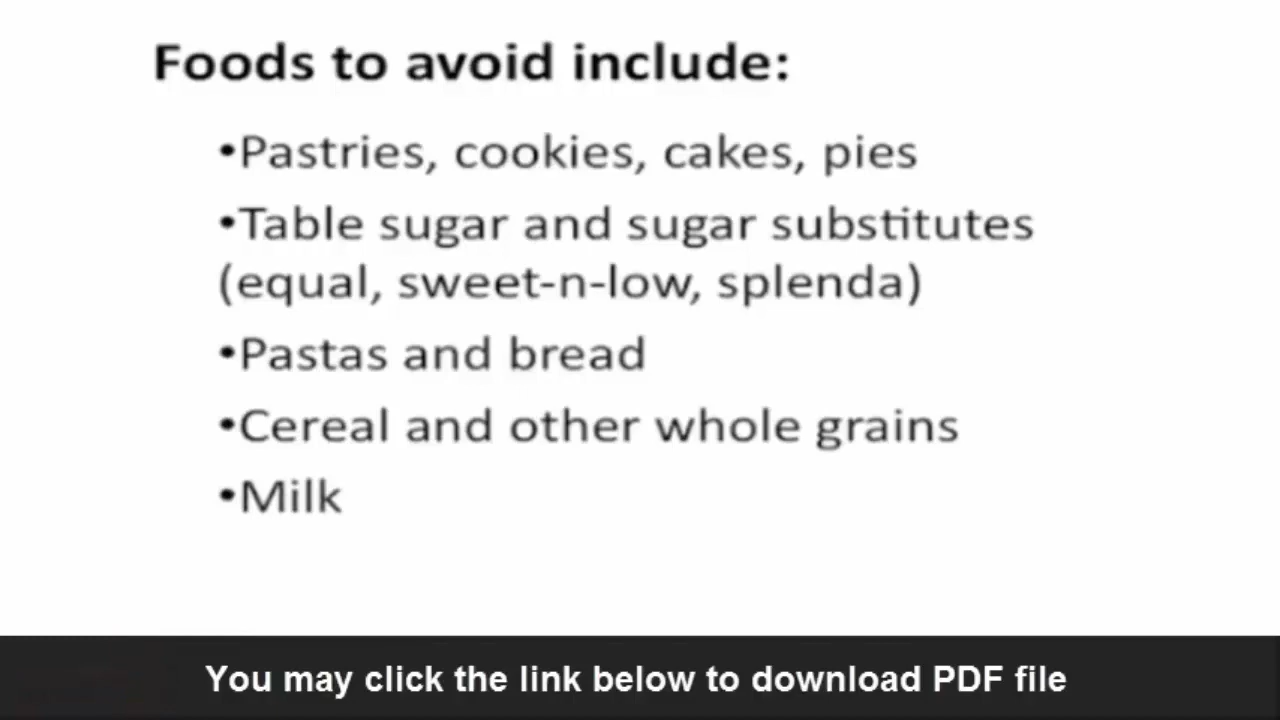 Foods to avoid include:
•Pastries, cookies, cakes, pies
•Table sugar and sugar substitutes
(equal, sweet-n-low, splenda)
•Pastas and bread
•Cereal and other whole grains
•Milk
You may click the link below to download PDF file